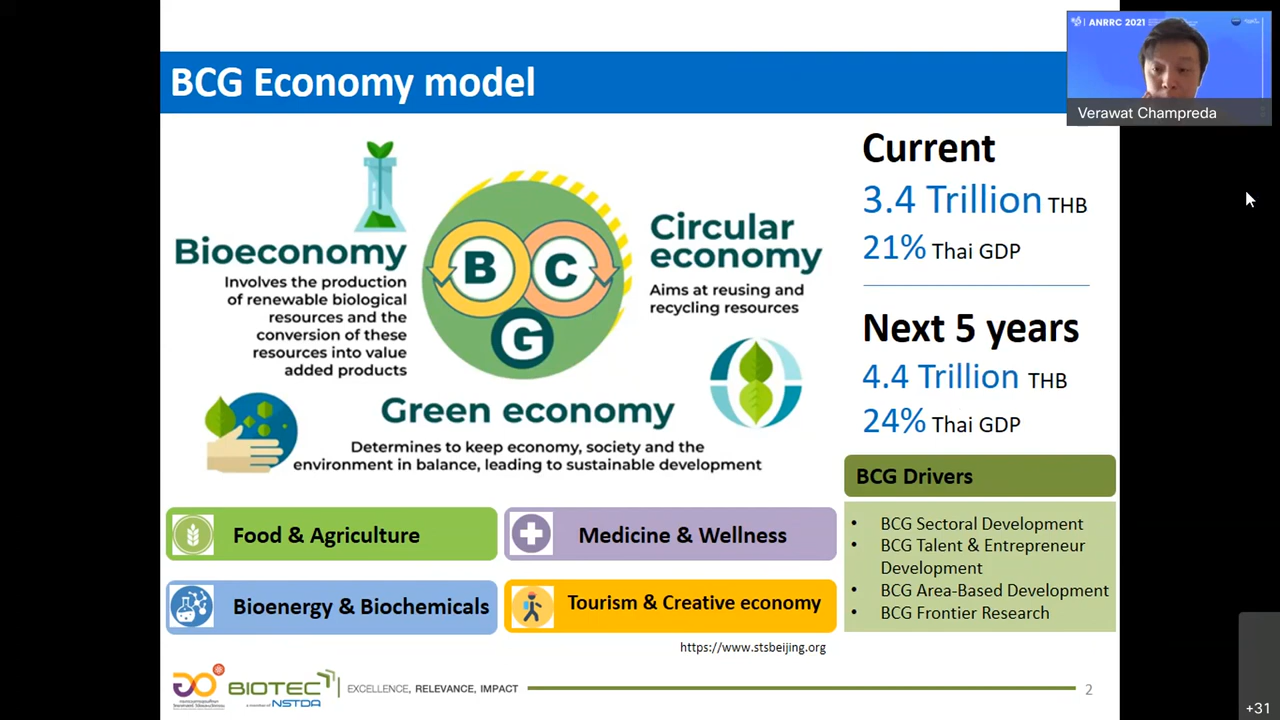 BCG Economy model
ANRRC 2021
Verawat Champreda
Bioeconomy
Involves the production
of renewable biological
resources and the
conversion of these
resources into value
added products
B
C
G
Circular
economy
Aims at reusing and
recycling resources
Green economy
Determines to keep economy, society and the
environment in balance, leading to sustainable development
Current
3.4 Trillion THB
21% Thai GDP
Next 5 years
4.4 Trillion THB
24% Thai GDP
BCG Drivers
• BCG Sectoral Development
• BCG Talent & Entrepreneur
Development
• BCG Area-Based Development
• BCG Frontier Research
Food & Agriculture
Medicine & Wellness
Bioenergy & Biochemicals
Tourism & Creative economy
https://www.stsbeijing.org
BIOTEC
a member of NSTDA
EXCELLENCE, RELEVANCE, IMPACT
2
+31